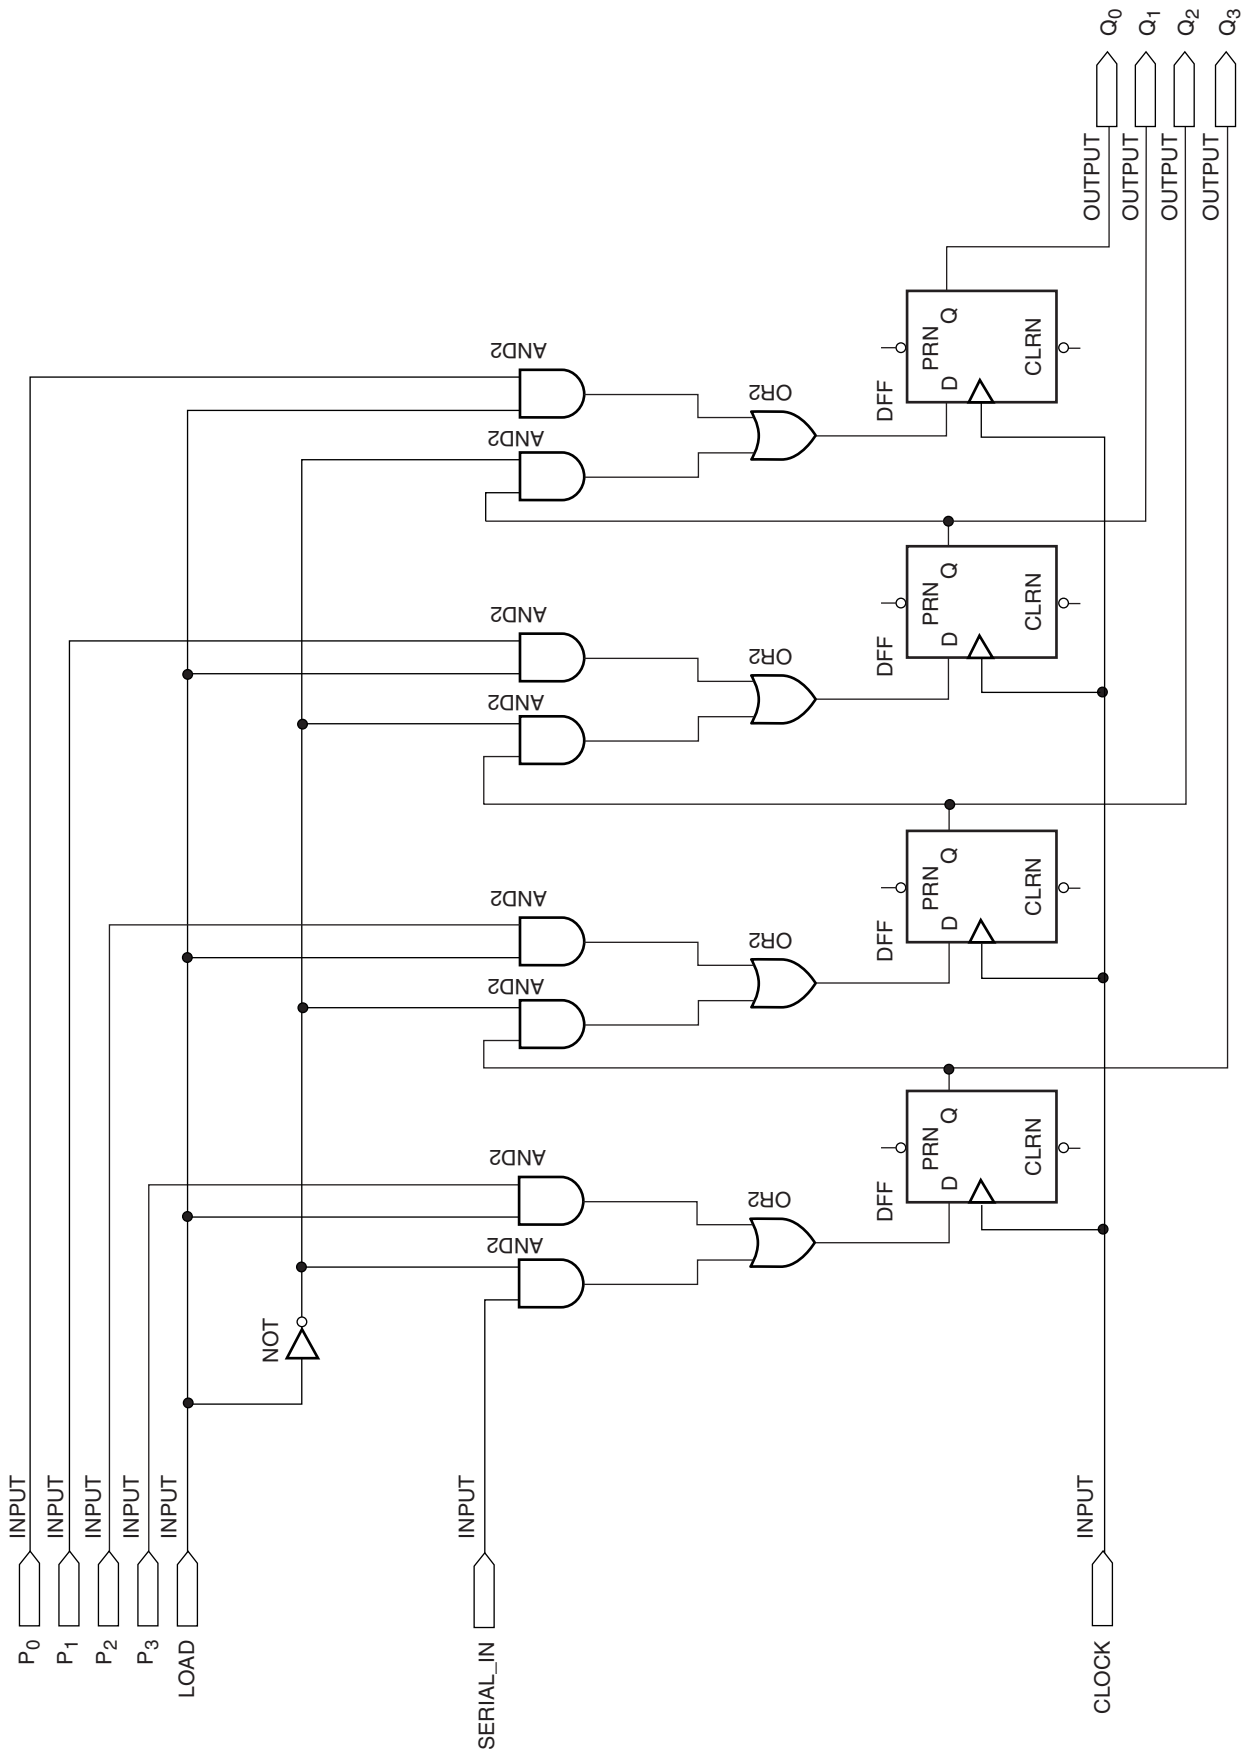 P0 INPUT
P1 INPUT
P2 INPUT
P3 INPUT
LOAD INPUT
NOT
SERIAL_IN INPUT
CLOCK INPUT
AND2
AND2
AND2
AND2
AND2
AND2
AND2
AND2
OR2
OR2
OR2
OR2
DFF
PRN
D Q
CLRN
DFF
PRN
D Q
CLRN
DFF
PRN
D Q
CLRN
DFF
PRN
D Q
CLRN
OUTPUT Q0
OUTPUT Q1
OUTPUT Q2
OUTPUT Q3